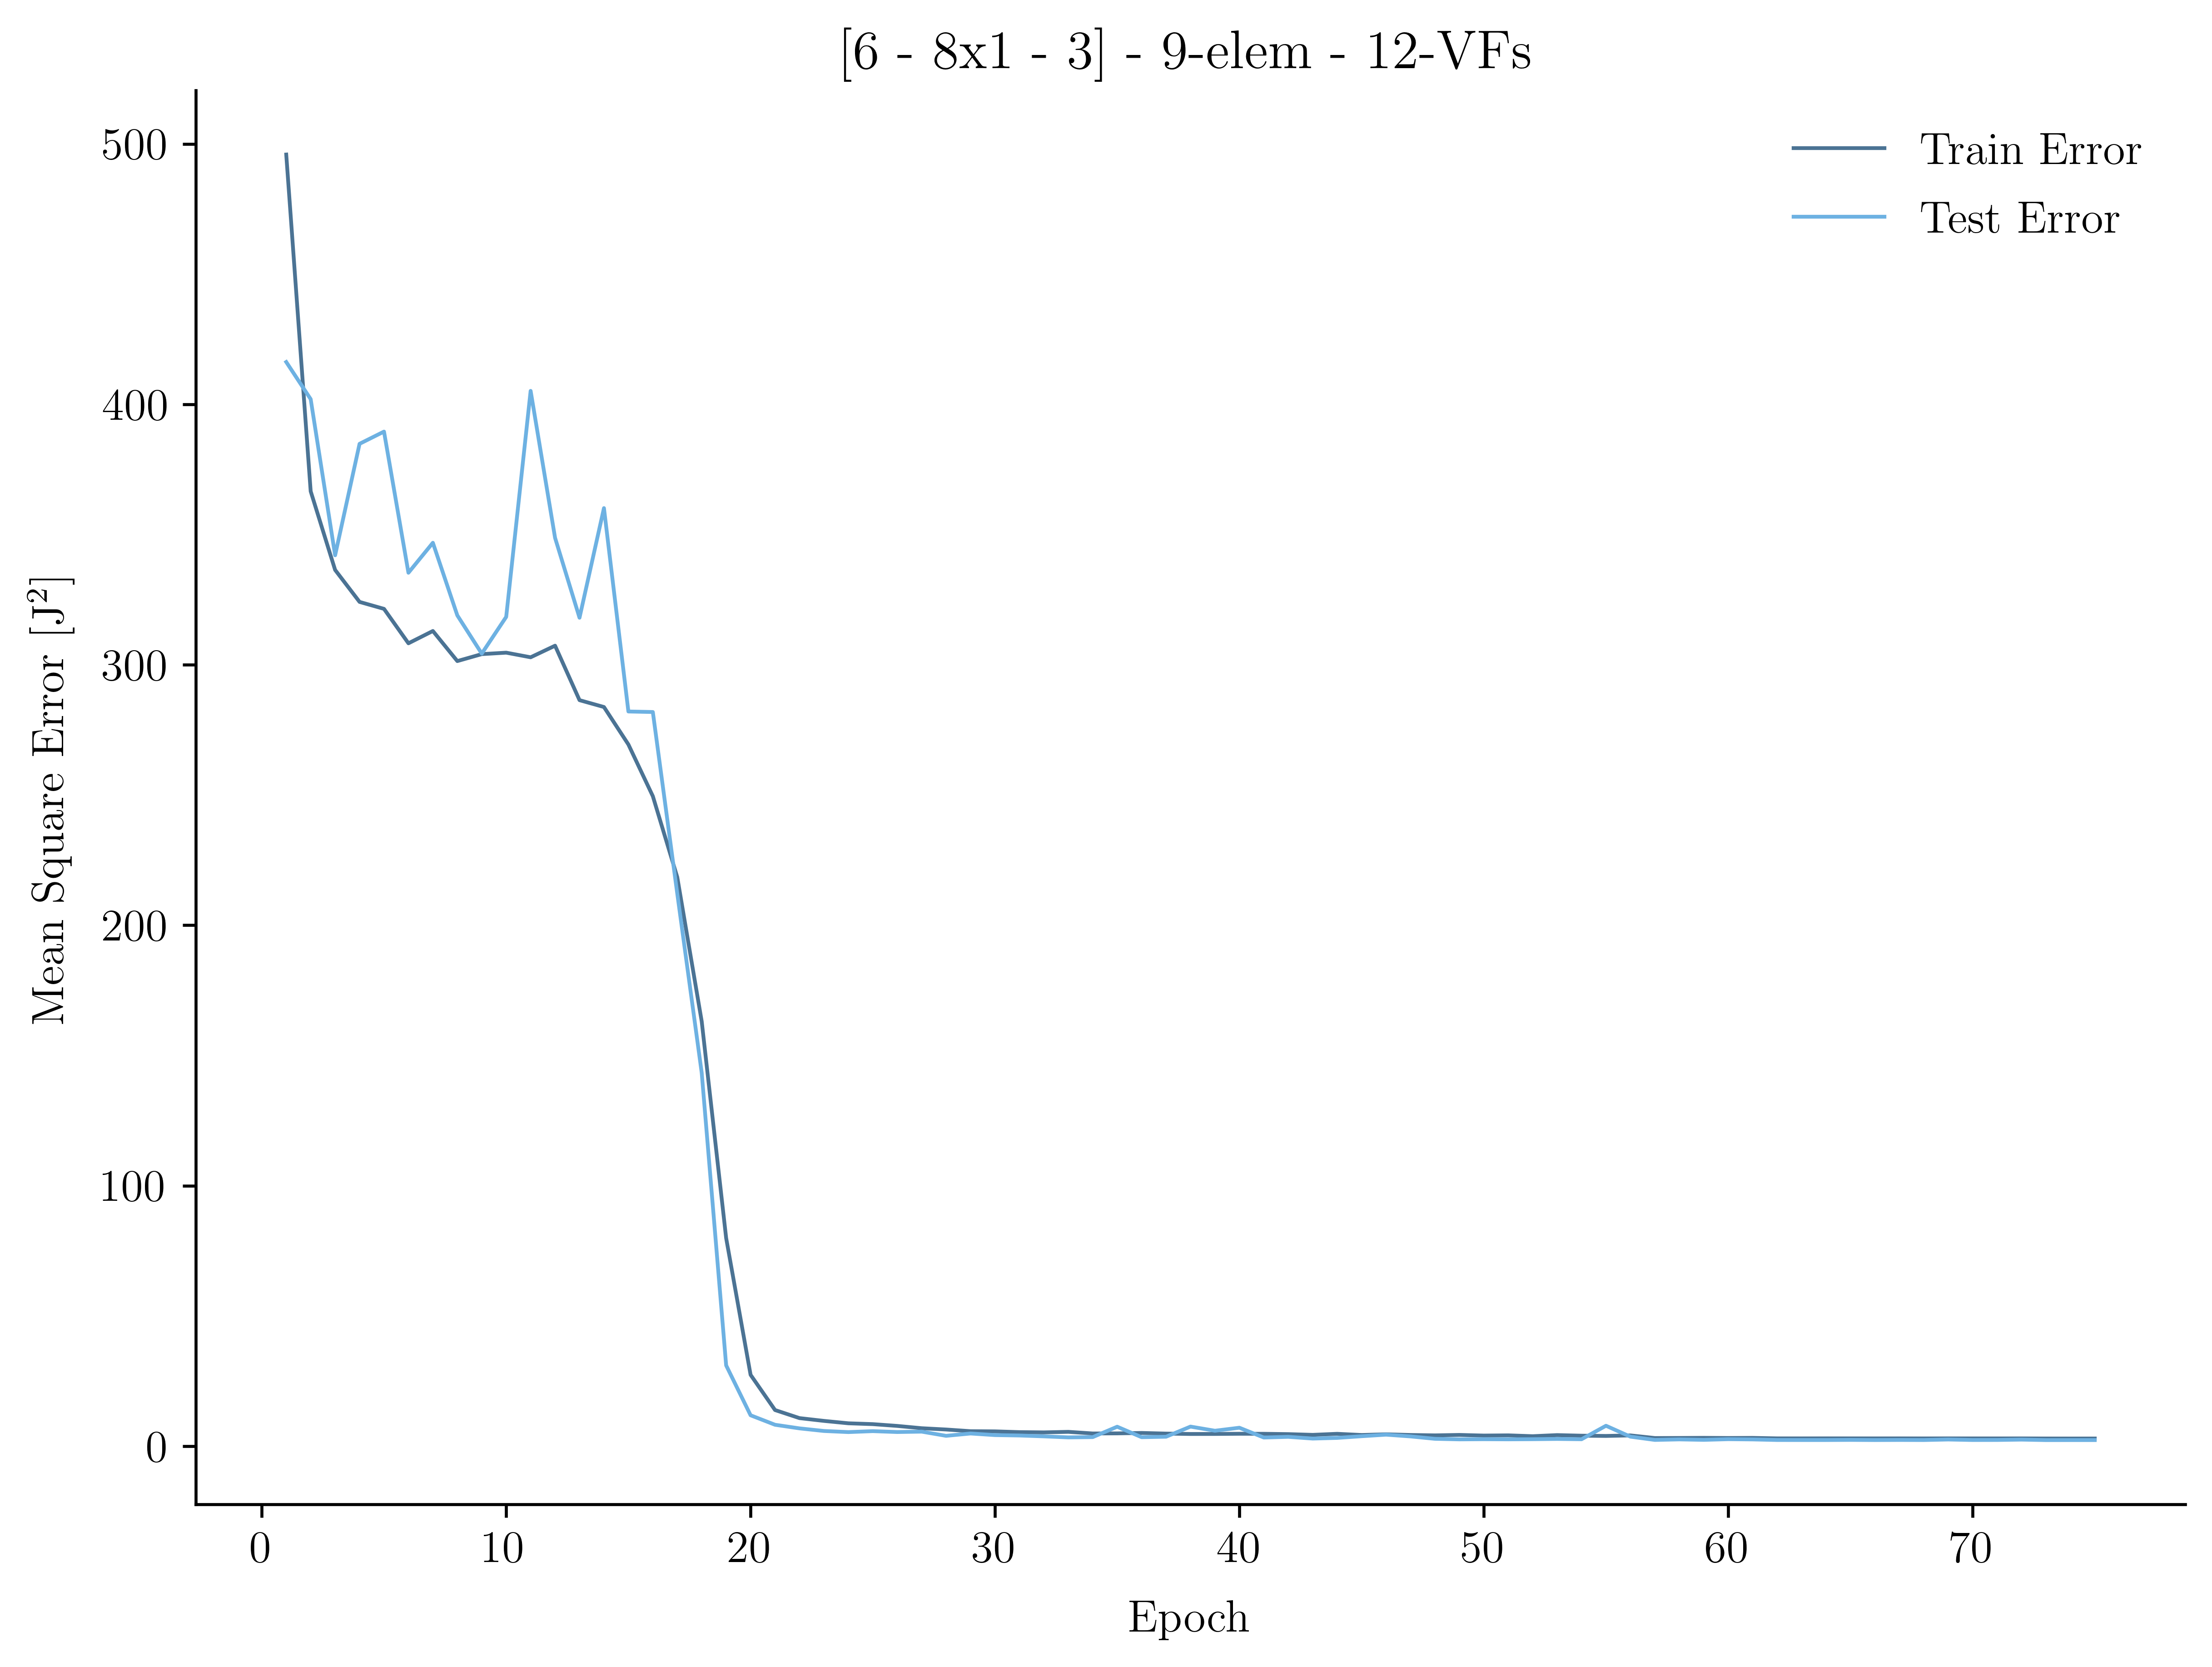 [6 - 8x1 - 3] - 9-elem - 12-VFs
Train Error
Test Error
500
400
300
200
100
0
Mean Square Error [J²]
0 10 20 30 40 50 60 70
Epoch